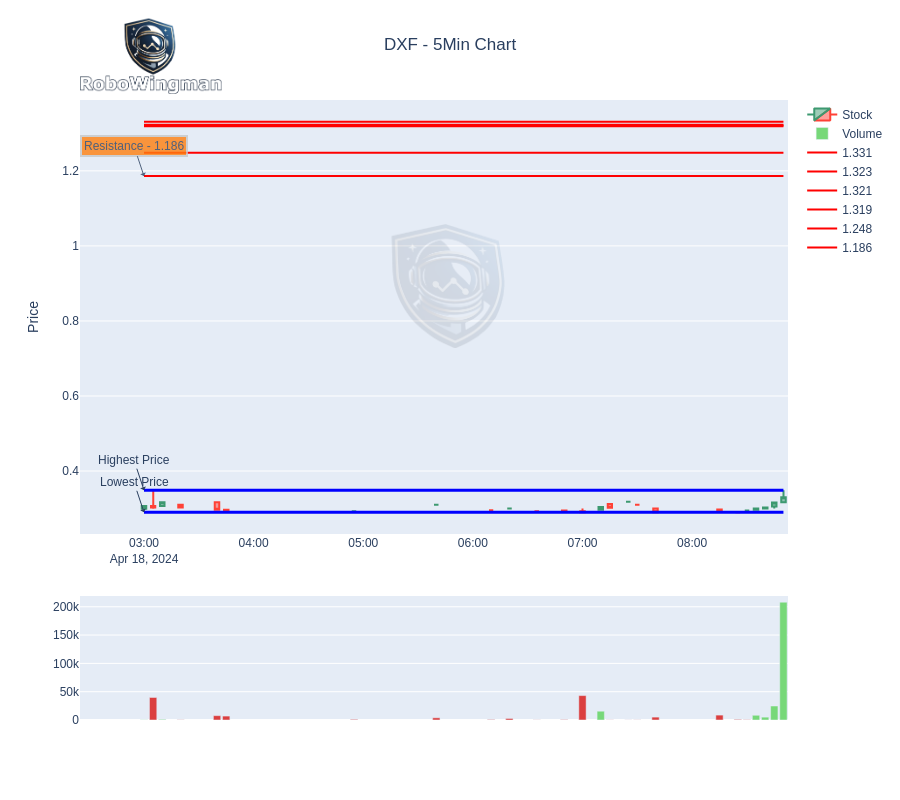 DXF - 5Min Chart
RoboWingman
Stock
Volume
1.331
1.323
1.321
1.319
1.248
1.186
Resistance - 1.186
1.2
1
0.8
0.6
0.4
Price
Highest Price
Lowest Price
03:00
04:00
05:00
06:00
07:00
08:00
Apr 18, 2024
200k
150k
100k
50k
0